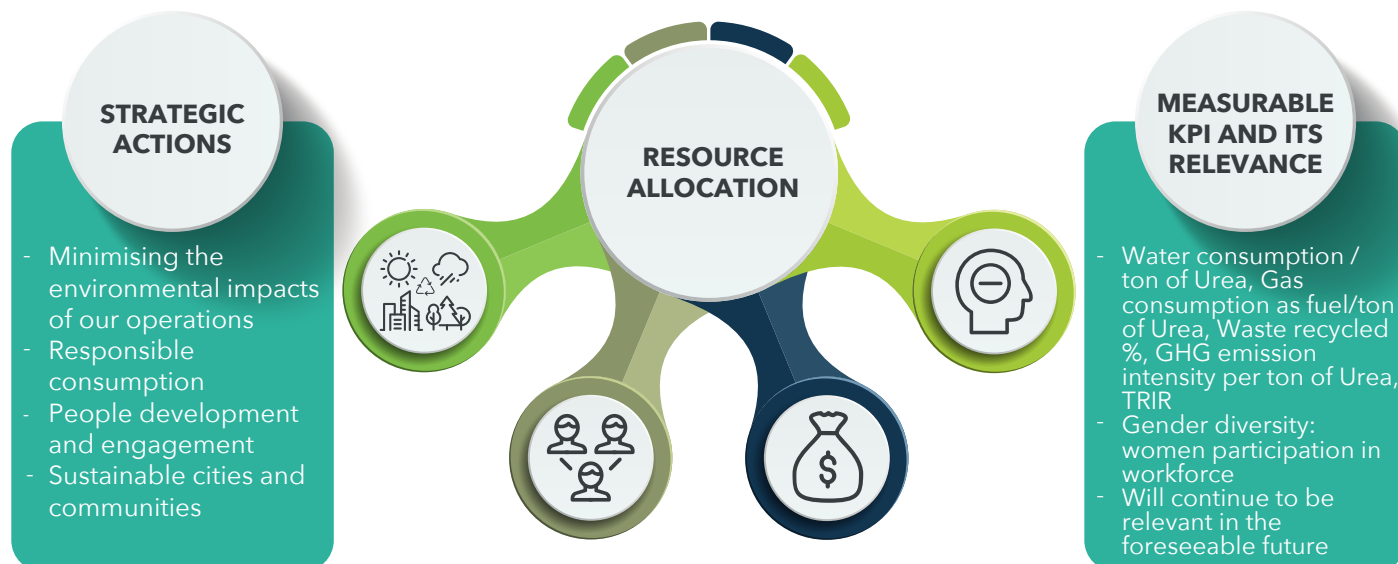 STRATEGIC
ACTIONS
- Minimising the
environmental impacts
of our operations
- Responsible
consumption
- People development
and engagement
- Sustainable cities and
communities
RESOURCE
ALLOCATION
$
MEASURABLE
KPI AND ITS
RELEVANCE
- Water consumption /
ton of Urea, Gas
consumption as fuel/ton
of Urea, Waste recycled
%, GHG emission
intensity per ton of Urea,
TRIR
- Gender diversity:
women participation in
workforce
- Will continue to be
relevant in the
foreseeable future